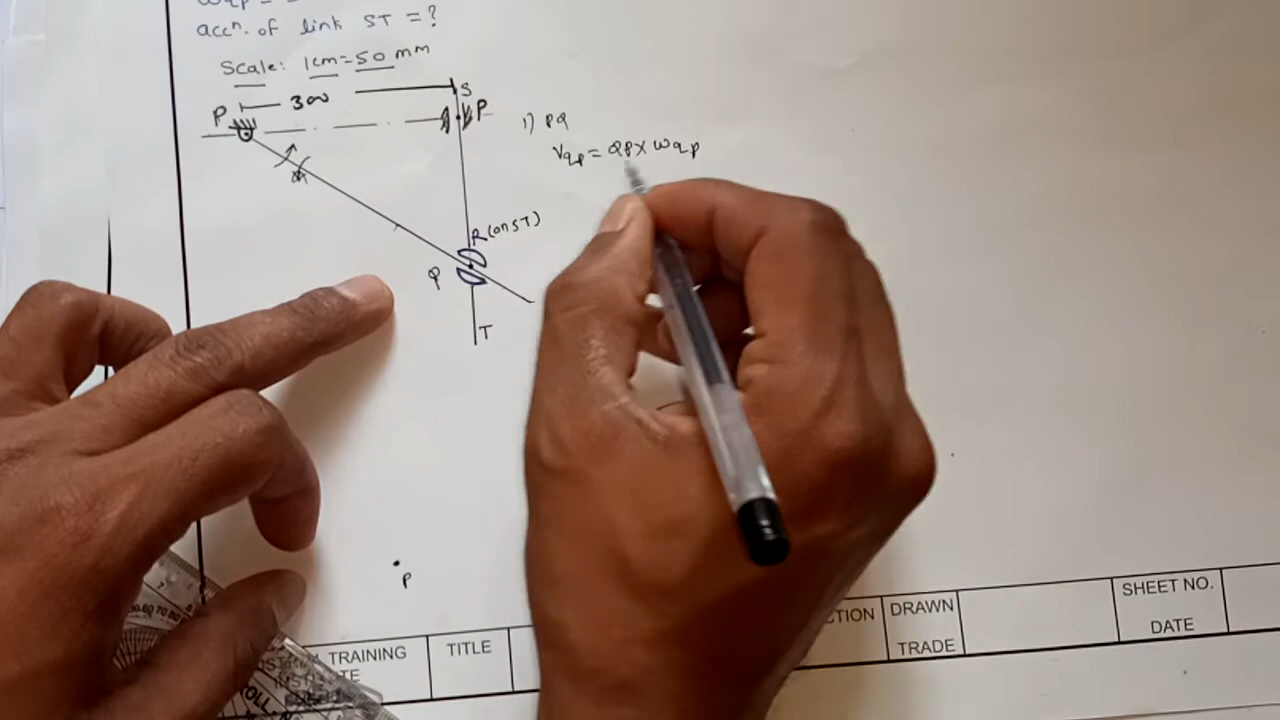 accn. of link ST = ?
Scale: 1cm=50 mm
S
300
P
P
1) PQ
Vqp = QP x ωqp
R (on ST)
Q
T
p
DRAWN
TRADE
SHEET NO.
DATE
TRAINING
TITLE